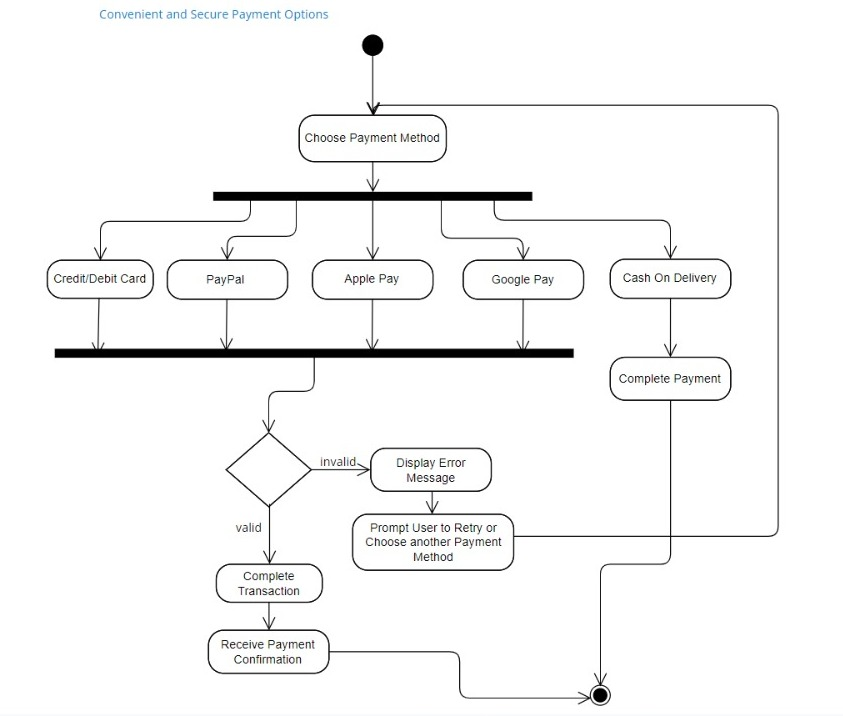 Convenient and Secure Payment Options
Choose Payment Method
Credit/Debit Card
PayPal
Apple Pay
Google Pay
Cash On Delivery
Complete Payment
invalid
Display Error
Message
valid
Prompt User to Retry or
Choose another Payment
Method
Complete
Transaction
Receive Payment
Confirmation